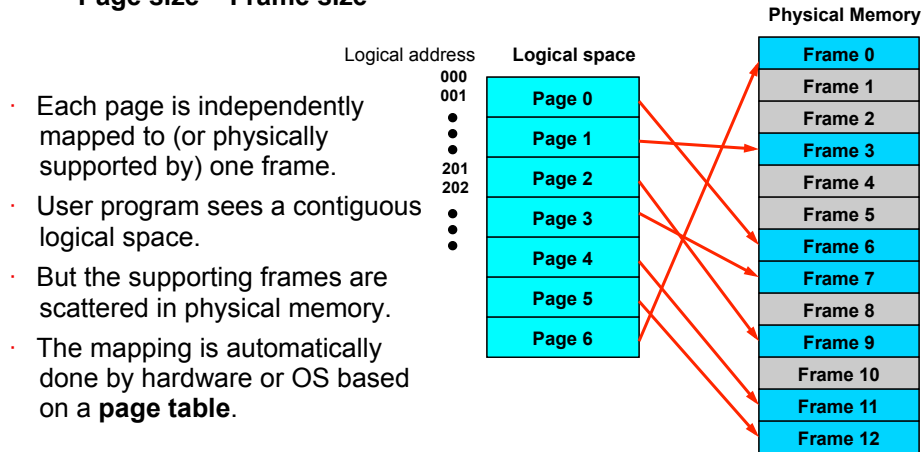 Page size = Frame size
Physical Memory
Logical address
Logical space
000
001
●
●
●
201
202
●
●
●
· Each page is independently
mapped to (or physically
supported by) one frame.
· User program sees a contiguous
logical space.
· But the supporting frames are
scattered in physical memory.
· The mapping is automatically
done by hardware or OS based
on a page table.
Page 0
Page 1
Page 2
Page 3
Page 4
Page 5
Page 6
Frame 0
Frame 1
Frame 2
Frame 3
Frame 4
Frame 5
Frame 6
Frame 7
Frame 8
Frame 9
Frame 10
Frame 11
Frame 12